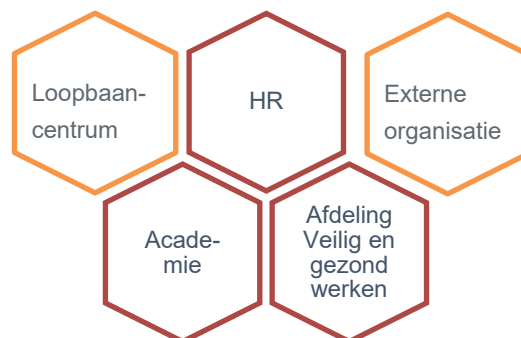 Loopbaan-
centrum
HR
Externe
organisatie
Acade-
mie
Afdeling
Veilig en
gezond
werken